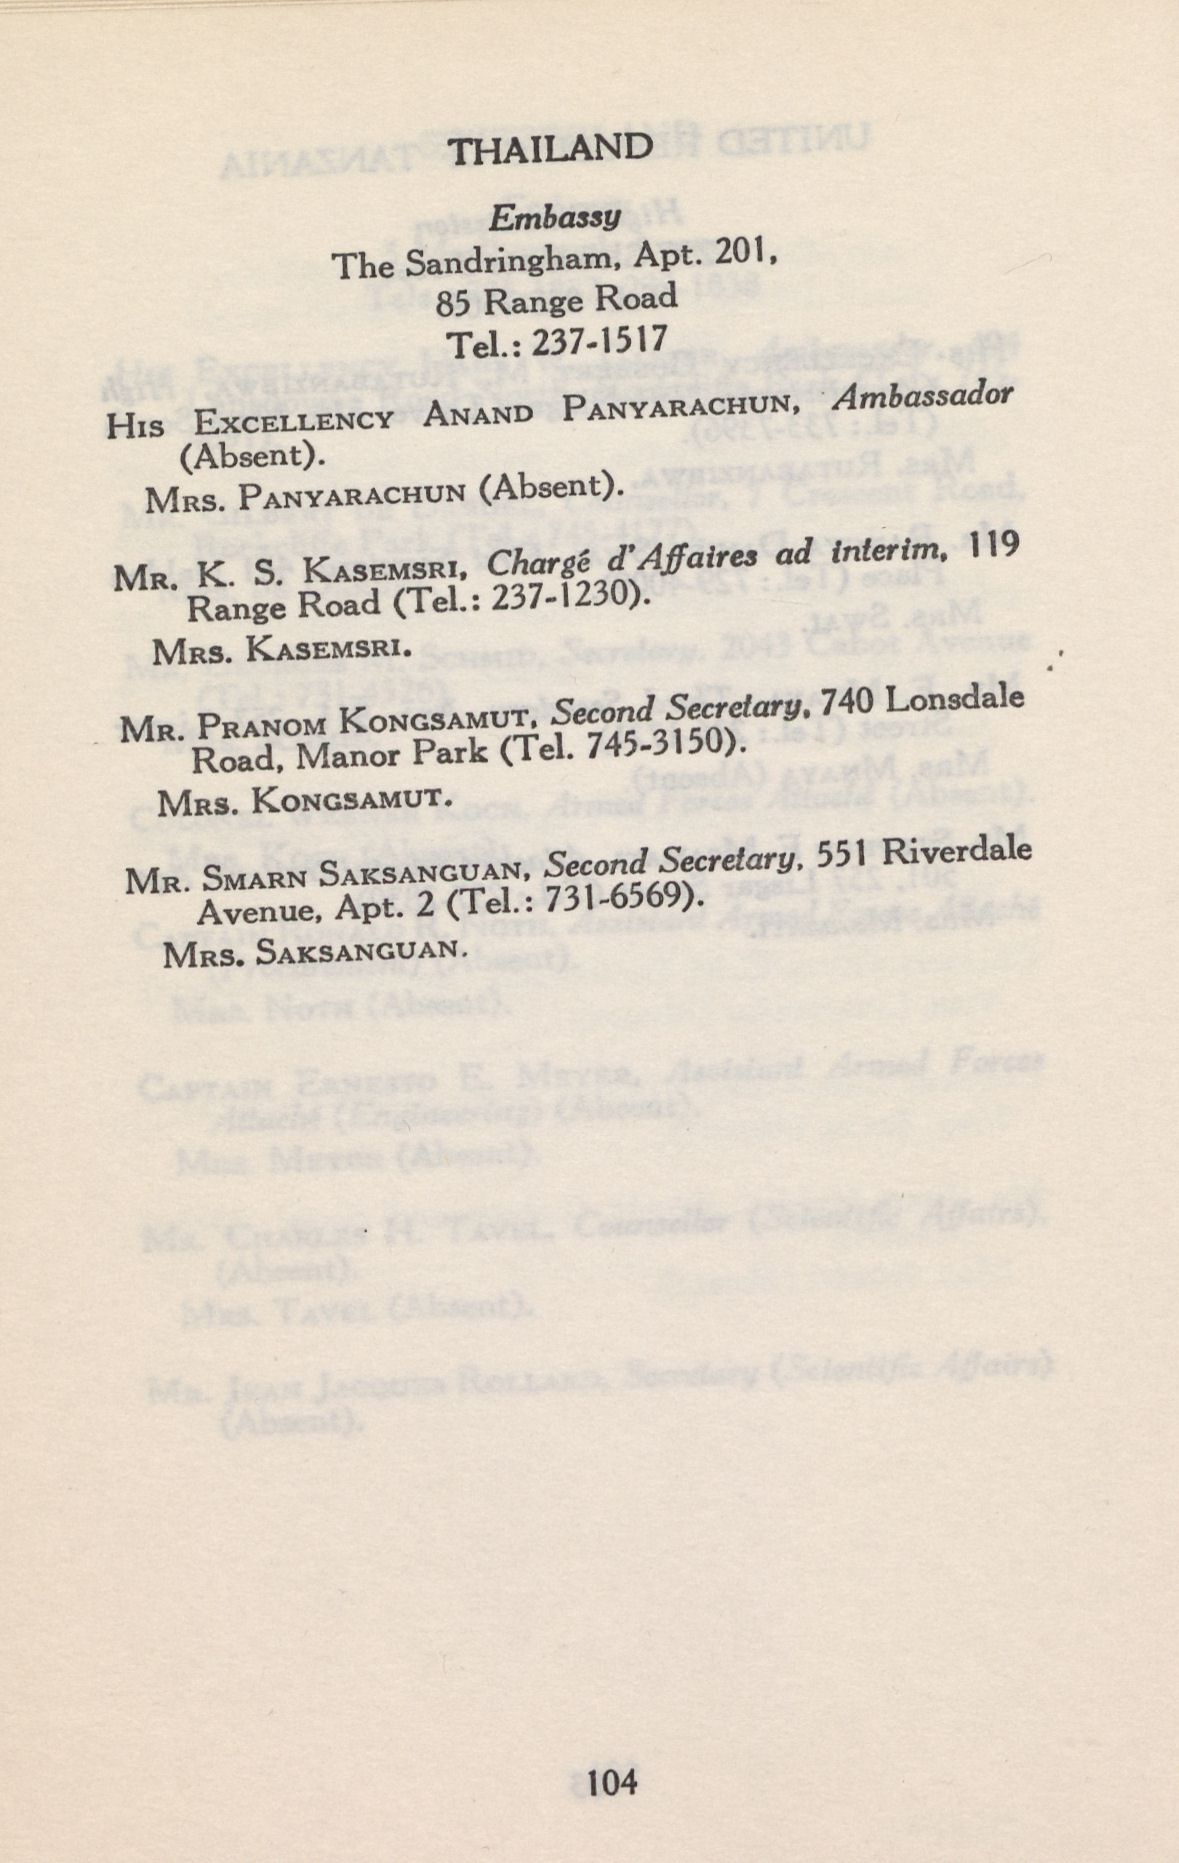 THAILAND
Embassy
The Sandringham, Apt. 201,
85 Range Road
Tel.: 237-1517
His Excellency Anand Panyarachun, Ambassador
(Absent).
Mrs. Panyarachun (Absent).
Mr. K. S. Kasemsri, Chargé d'Affaires ad interim, 119
Range Road (Tel.: 237-1230).
Mrs. Kasemsri.
Mr. Pranom Kongsamut, Second Secretary, 740 Lonsdale
Road, Manor Park (Tel. 745-3150).
Mrs. Kongsamut.
Mr. Smarn Saksanguan, Second Secretary, 551 Riverdale
Avenue, Apt. 2 (Tel.: 731-6569).
Mrs. Saksanguan.
104